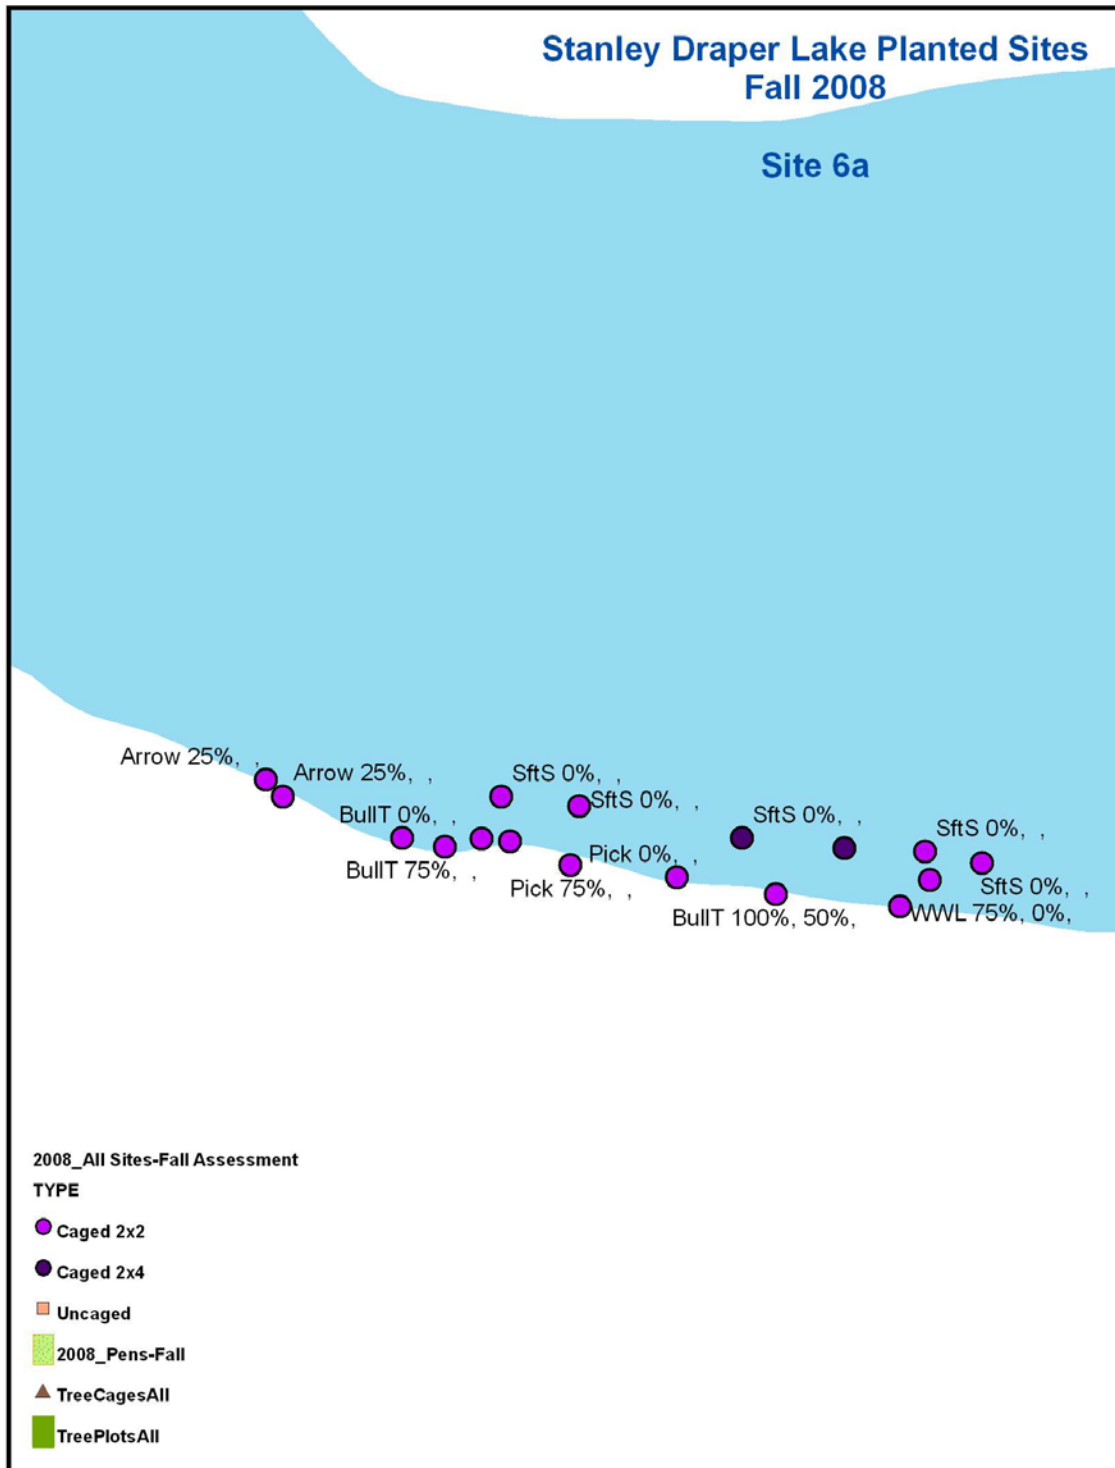 Stanley Draper Lake Planted Sites
Fall 2008
Site 6a
Arrow 25%, ,
Arrow 25%, ,
SftS 0%, ,
SftS 0%, ,
BullT 0%, ,
SftS 0%, ,
SftS 0%, ,
BullT 75%, ,
Pick 0%, ,
Pick 75%, ,
SftS 0%, ,
BullT 100%, 50%,
WWL 75%, 0%,
2008_All Sites-Fall Assessment
TYPE
Caged 2x2
Caged 2x4
Uncaged
2008_Pens-Fall
TreeCagesAll
TreePlotsAll